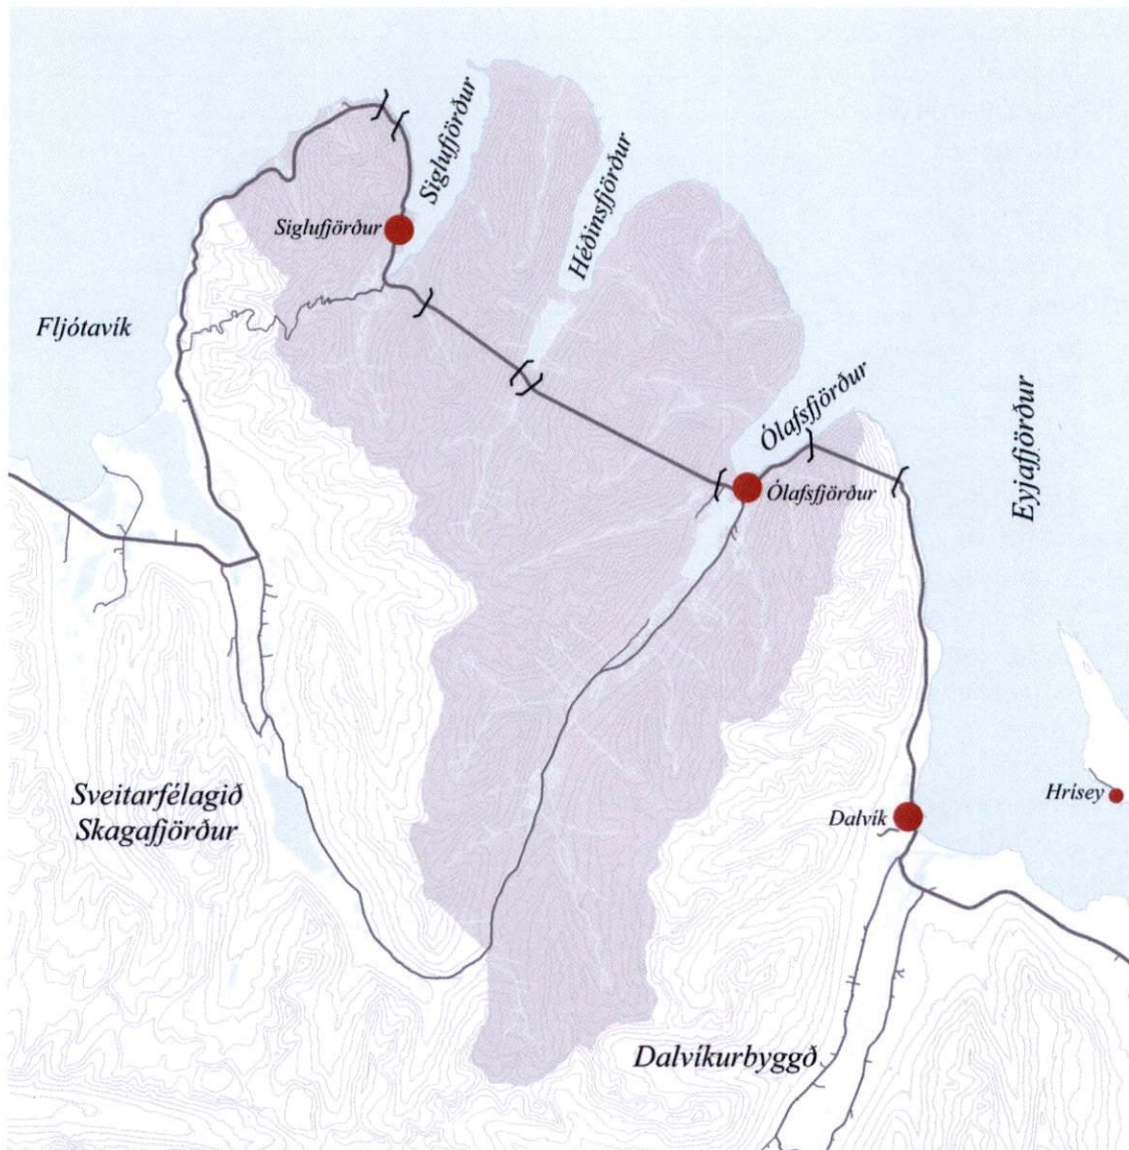 Siglufjörður
Héðinsfjörður
Siglufjörður
Fljótavík
Ólafsfjörður
Eyjafjörður
Ólafsfjörður
Sveitarfélagið
Skagafjörður
Hrísey
Dalvík
Dalvíkurbyggð